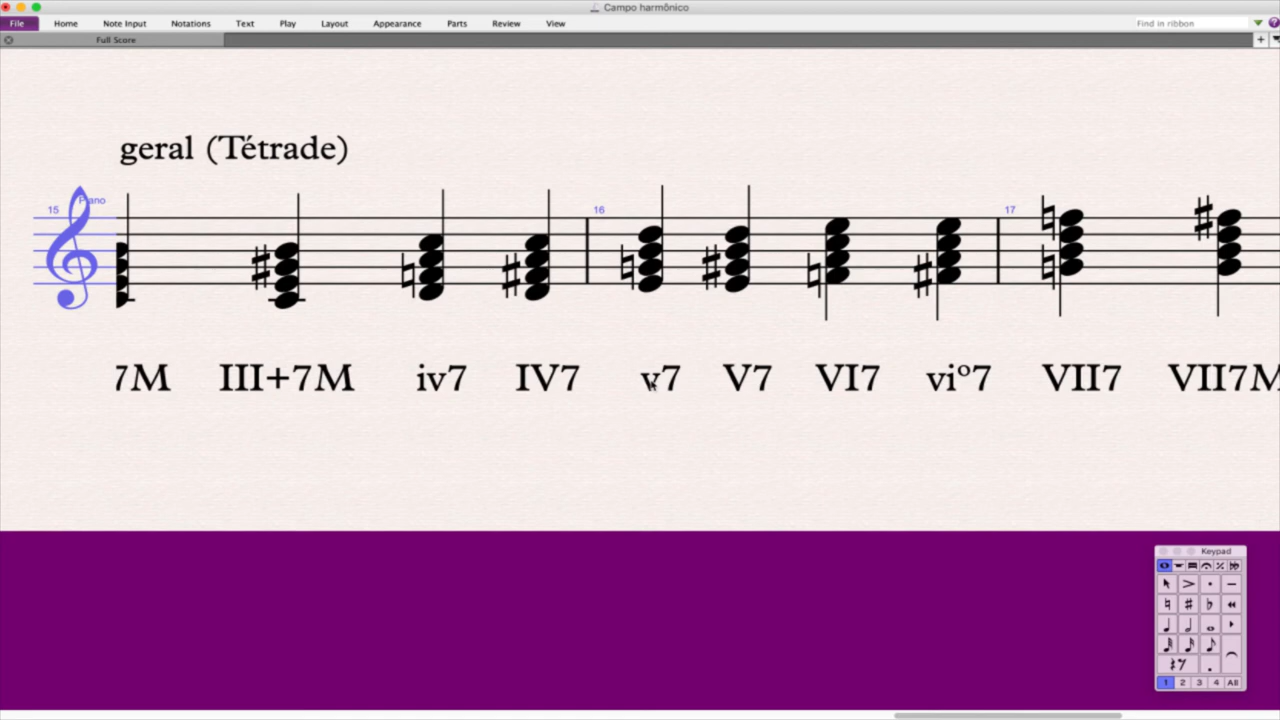 Campo harmônico
File Home Note Input Notations Text Play Layout Appearance Parts Review View Find in ribbon ?
Full Score +
geral (Tétrade)
15 Piano 16 17
7M III+7M iv7 IV7 v7 V7 VI7 viº7 VII7 VII7M
Keypad
1 2 3 4 All